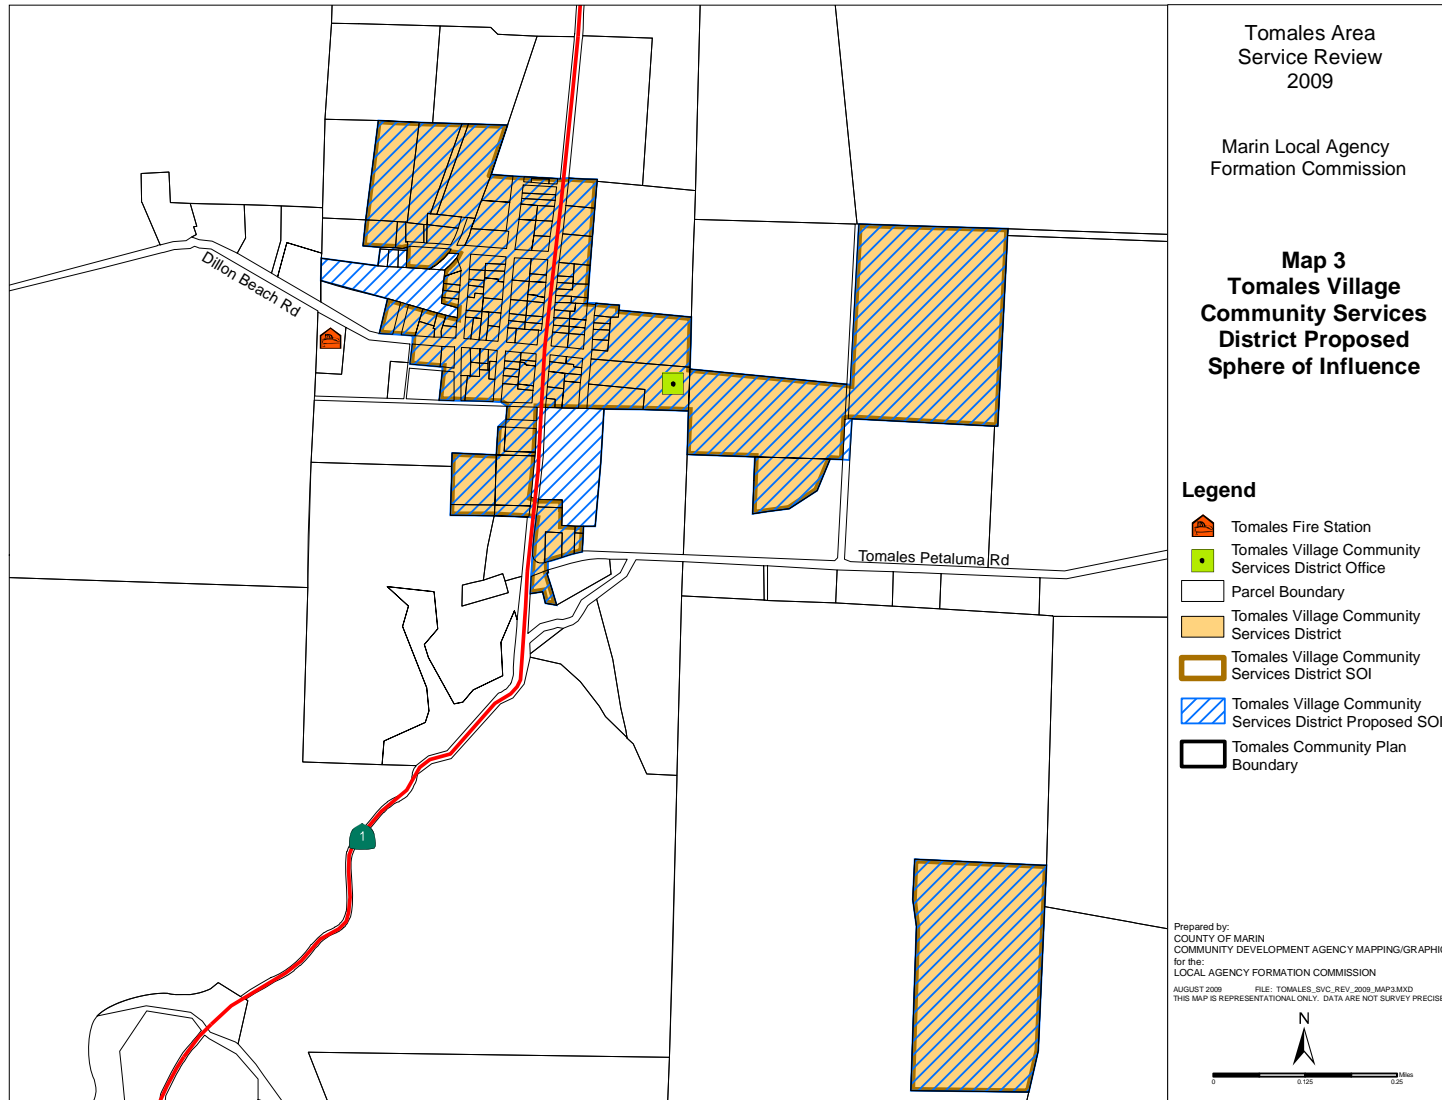 Tomales Area
Service Review
2009
Marin Local Agency
Formation Commission
Map 3
Tomales Village
Community Services
District Proposed
Sphere of Influence
Legend
Tomales Fire Station
Tomales Village Community
Services District Office
Parcel Boundary
Tomales Village Community
Services District
Tomales Village Community
Services District SOI
Tomales Village Community
Services District Proposed SOI
Tomales Community Plan
Boundary
Dillon Beach Rd
Tomales Petaluma Rd
1
Prepared by:
COUNTY OF MARIN
COMMUNITY DEVELOPMENT AGENCY MAPPING/GRAPHIC
for the:
LOCAL AGENCY FORMATION COMMISSION
AUGUST 2009 FILE: TOMALES_SVC_REV_2009_MAP3.MXD
THIS MAP IS REPRESENTATIONAL ONLY. DATA ARE NOT SURVEY PRECISE
N
Miles
0 0.125 0.25